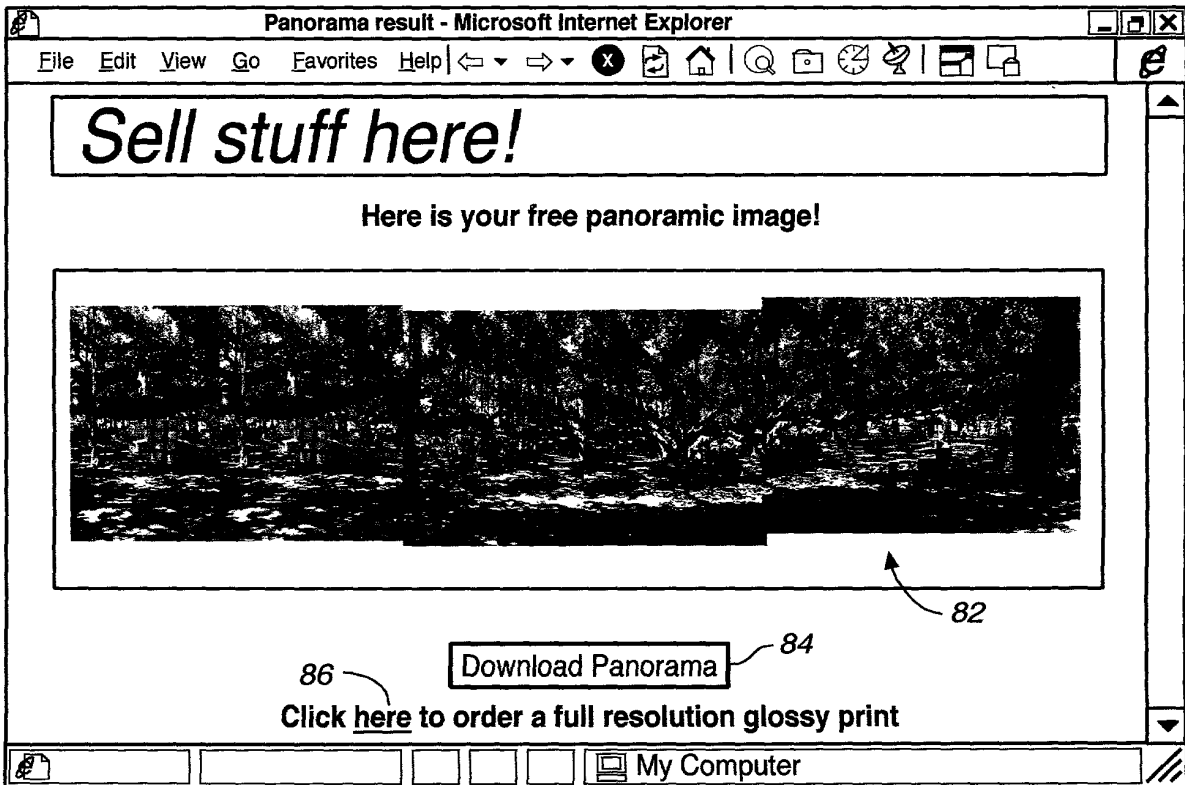 Panorama result - Microsoft Internet Explorer
File Edit View Go Favorites Help
Sell stuff here!
Here is your free panoramic image!
82
Download Panorama 84
86
Click here to order a full resolution glossy print
My Computer